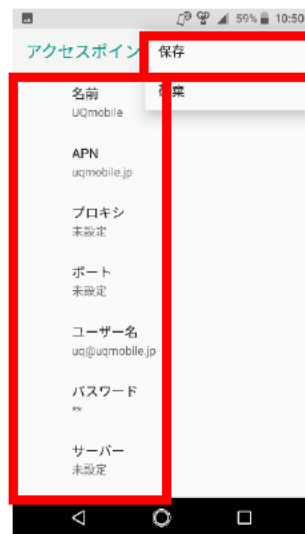 59% 10:50
アクセスポイン
保存
破棄
名前
UQmobile
APN
uqmobile.jp
プロキシ
未設定
ポート
未設定
ユーザー名
uq@uqmobile.jp
パスワード
**
サーバー
未設定